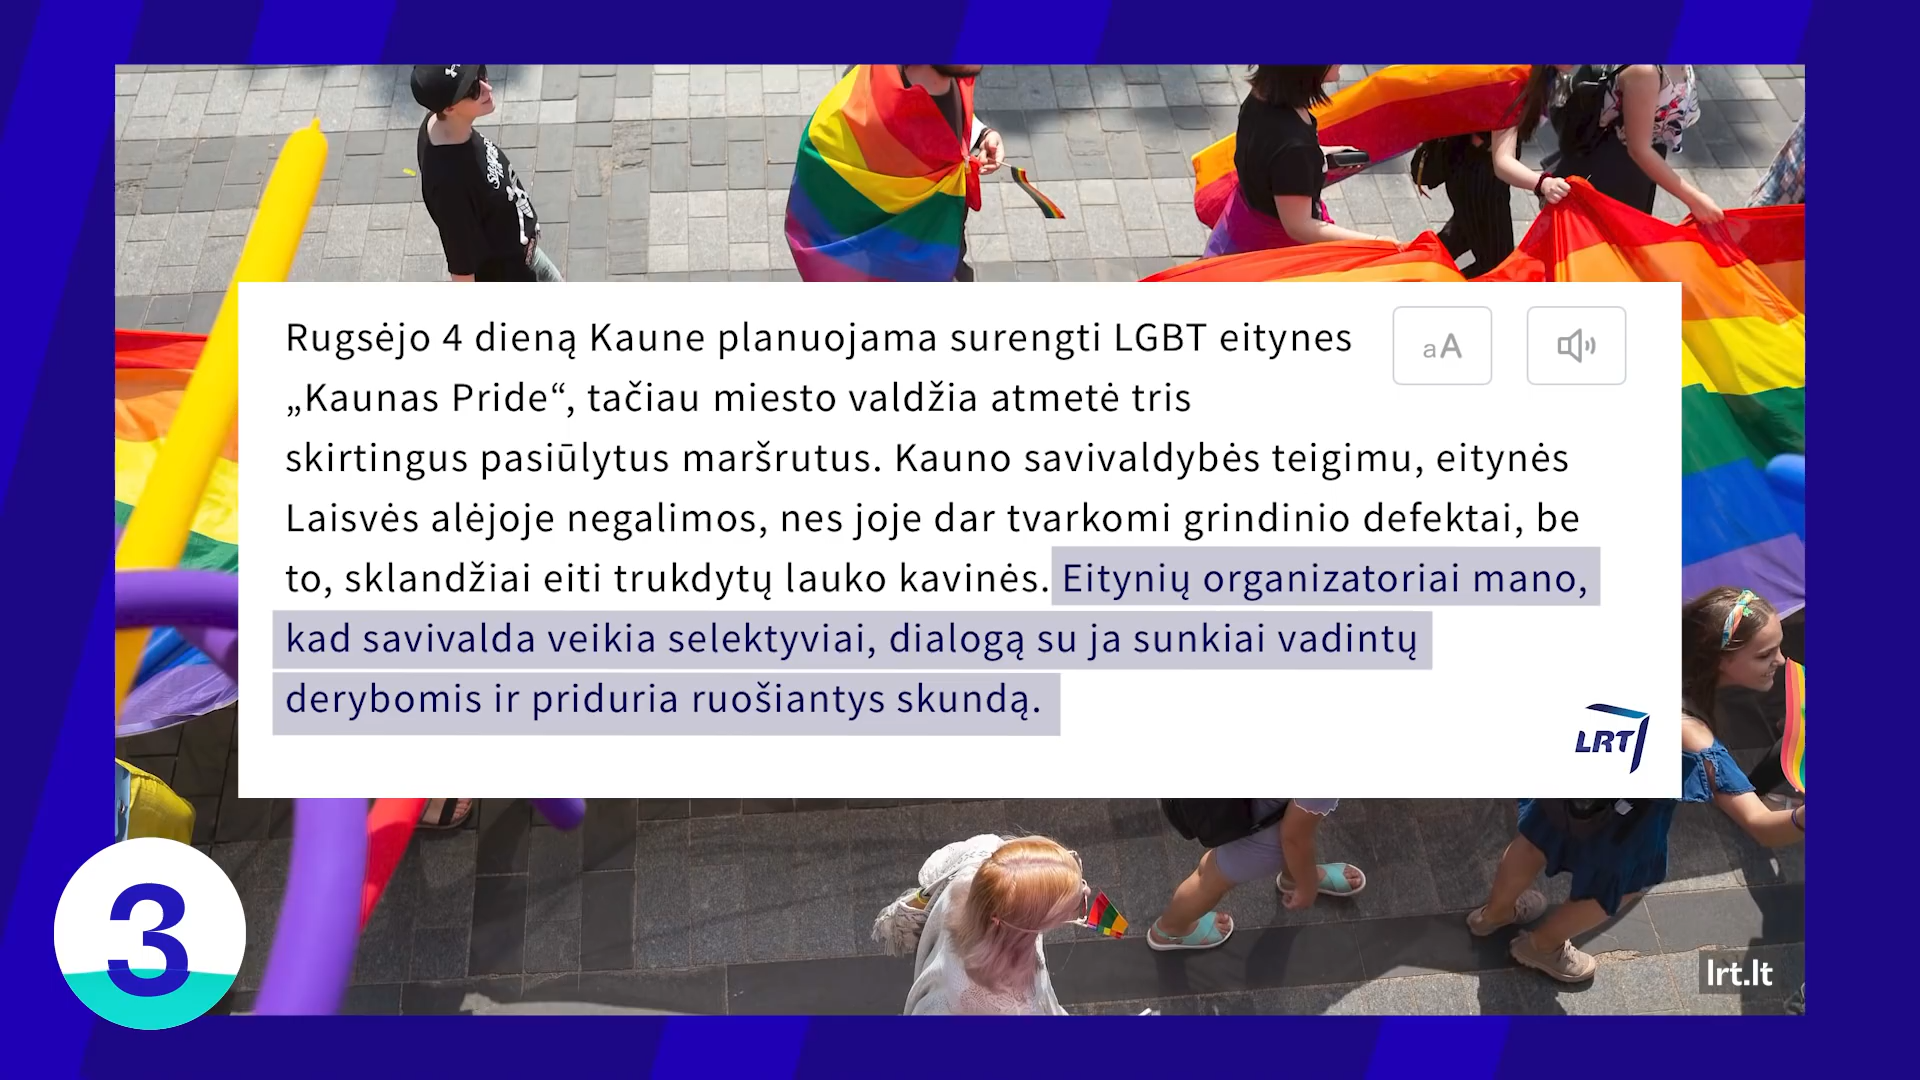 Rugsėjo 4 dieną Kaune planuojama surengti LGBT eitynes
„Kaunas Pride“, tačiau miesto valdžia atmetė tris
skirtingus pasiūlytus maršrutus. Kauno savivaldybės teigimu, eitynės
Laisvės alėjoje negalimos, nes joje dar tvarkomi grindinio defektai, be
to, sklandžiai eiti trukdytų lauko kavinės. Eitynių organizatoriai mano,
kad savivalda veikia selektyviai, dialogą su ja sunkiai vadintų
derybomis ir priduria ruošiantys skundą.
aA
LRT
3
lrt.lt